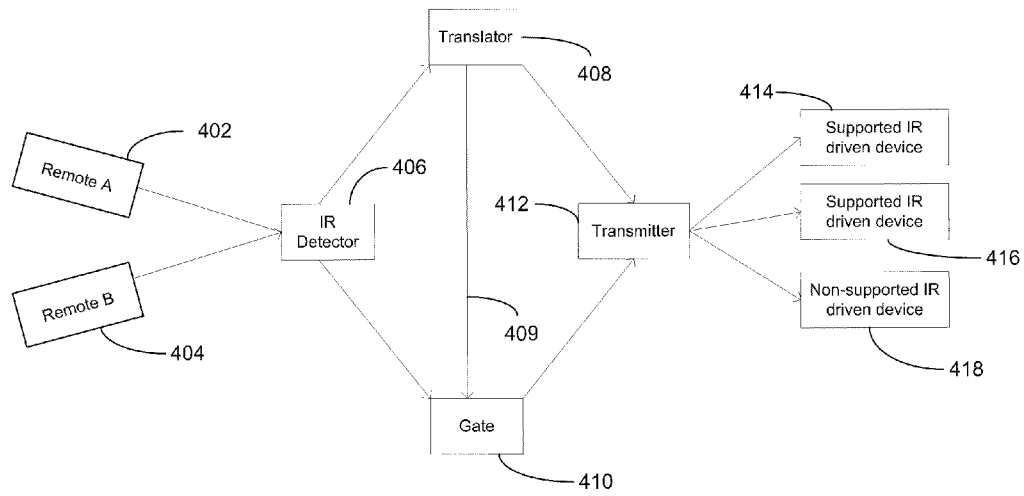 Translator
408
402
Remote A
406
IR
Detector
412
Transmitter
414
Supported IR
driven device
Supported IR
driven device
416
Remote B
404
409
Non-supported IR
driven device
418
Gate
410